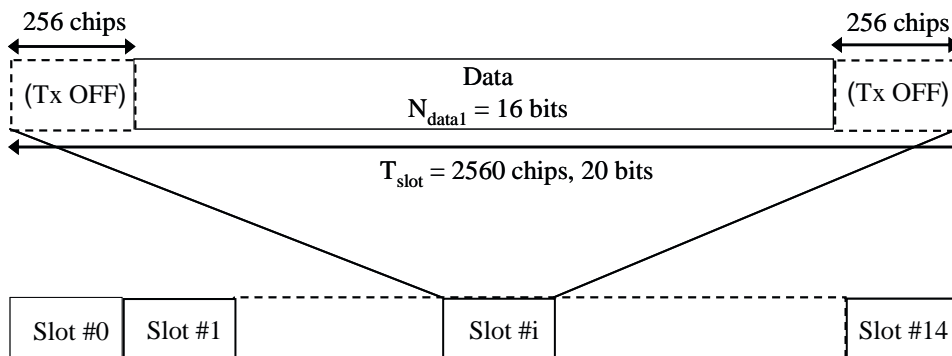 256 chips 256 chips
(Tx OFF) Data (Tx OFF)
N_data1 = 16 bits
T_slot = 2560 chips, 20 bits
Slot #0 Slot #1 Slot #i Slot #14